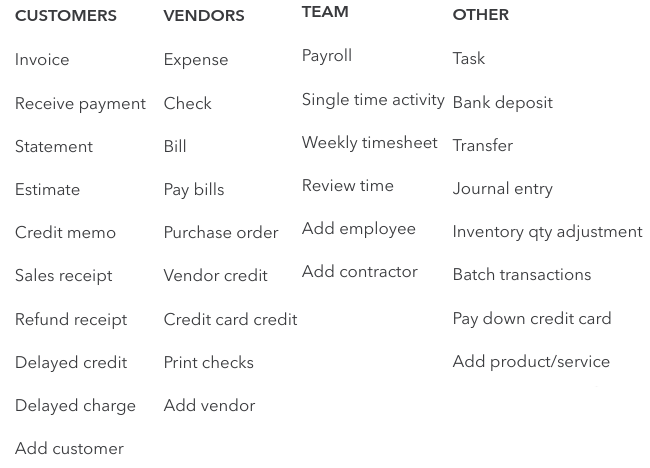 CUSTOMERS
Invoice
Receive payment
Statement
Estimate
Credit memo
Sales receipt
Refund receipt
Delayed credit
Delayed charge
Add customer
VENDORS
Expense
Check
Bill
Pay bills
Purchase order
Vendor credit
Credit card credit
Print checks
Add vendor
TEAM
Payroll
Single time activity
Weekly timesheet
Review time
Add employee
Add contractor
OTHER
Task
Bank deposit
Transfer
Journal entry
Inventory qty adjustment
Batch transactions
Pay down credit card
Add product/service